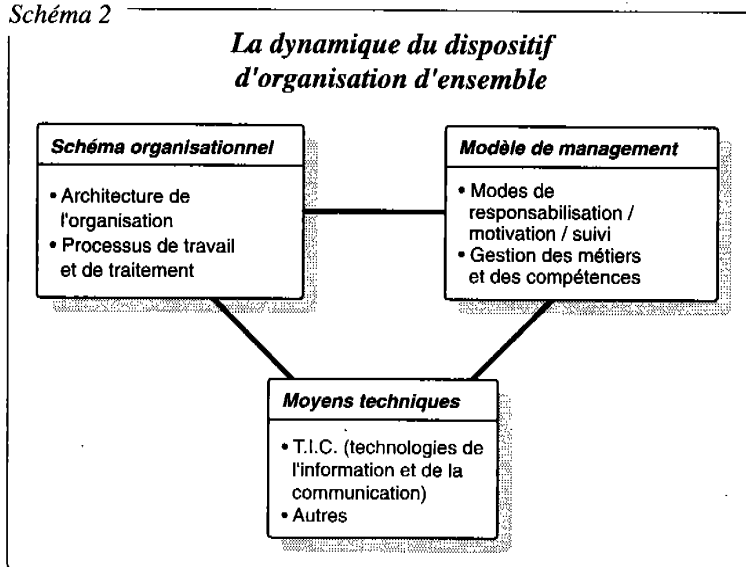 Schéma 2
La dynamique du dispositif
d'organisation d'ensemble
Schéma organisationnel
• Architecture de
l'organisation
• Processus de travail
et de traitement
Modèle de management
• Modes de
responsabilisation /
motivation / suivi
• Gestion des métiers
et des compétences
Moyens techniques
• T.I.C. (technologies de
l'information et de la
communication)
• Autres